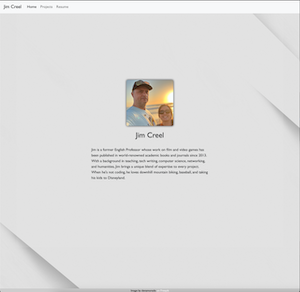 Jim Creel Home Projects Resume
Jim Creel
Jim is a former English Professor whose work on film and video games has
been published in world-renowned academic books and journals since 2013.
With a background in teaching, tech writing, computer science, networking,
and humanities, Jim brings a unique blend of expertise to every project.
When he's not coding, he loves downhill mountain biking, baseball, and taking
his kids to Disneyland.